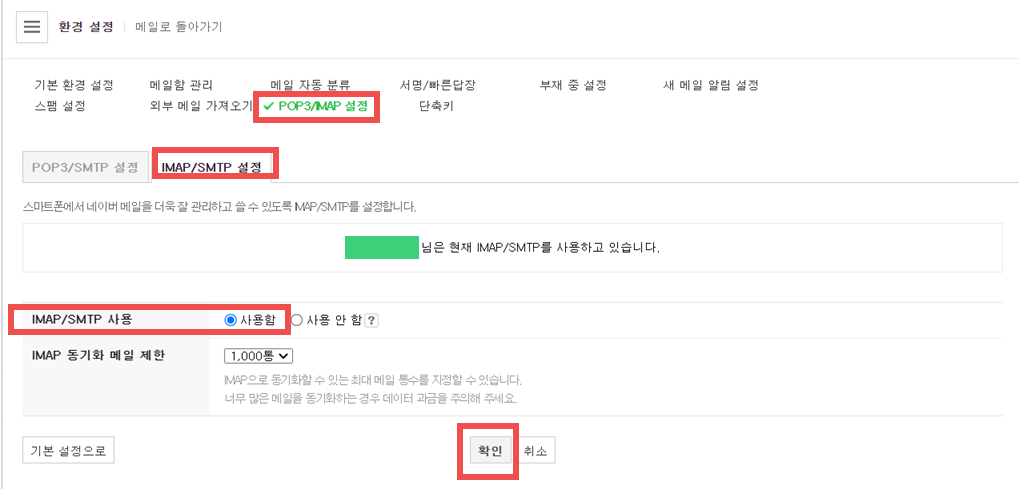 환경 설정 메일로 돌아가기
기본 환경 설정 메일함 관리 메일 자동 분류 서명/빠른답장 부재 중 설정 새 메일 알림 설정
스팸 설정 외부 메일 가져오기 POP3/IMAP 설정 단축키
POP3/SMTP 설정 IMAP/SMTP 설정
스마트폰에서 네이버 메일을 더욱 잘 관리하고 쓸 수 있도록 IMAP/SMTP를 설정합니다.
님은 현재 IMAP/SMTP를 사용하고 있습니다.
IMAP/SMTP 사용 사용함 사용 안 함 ?
IMAP 동기화 메일 제한 1,000통
IMAP으로 동기화할 수 있는 최대 메일 통수를 지정할 수 있습니다.
너무 많은 메일을 동기화하는 경우 데이터 과금을 주의해 주세요.
기본 설정으로 확인 취소